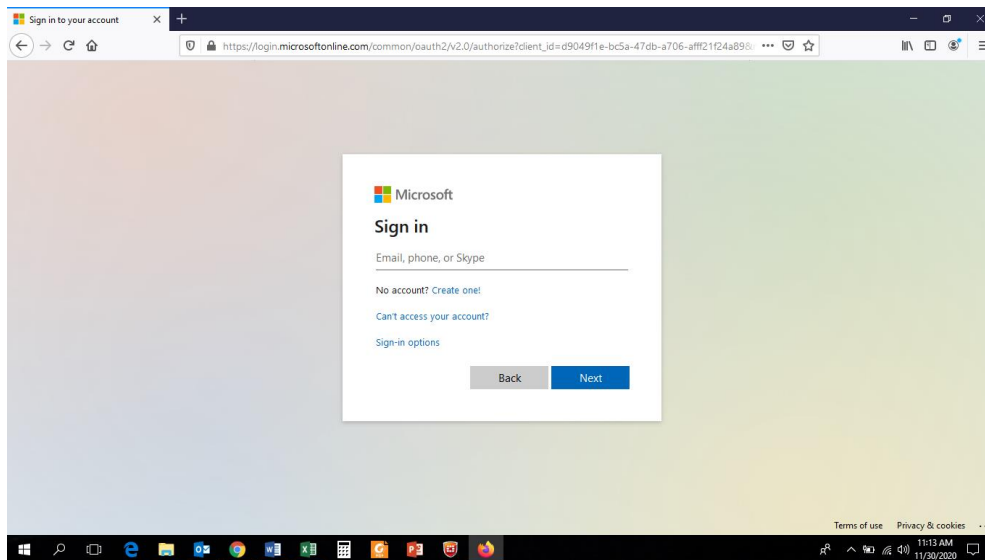 Sign in to your account
https://login.microsoftonline.com/common/oauth2/v2.0/authorize?client_id=d9049f1e-bc5a-47db-a706-afff21f24a898
Microsoft
Sign in
Email, phone, or Skype
No account? Create one!
Can't access your account?
Sign-in options
Back Next
Terms of use Privacy & cookies
11:13 AM
11/30/2020